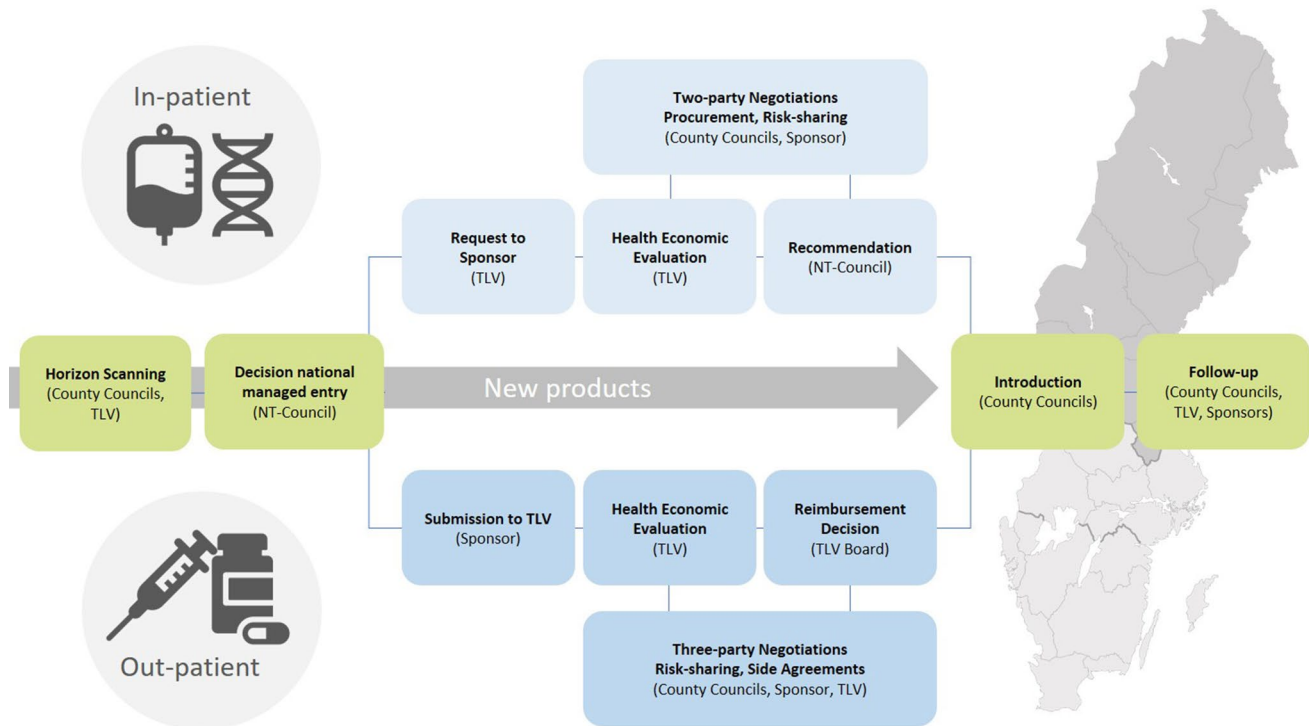 In-patient
Two-party Negotiations
Procurement, Risk-sharing
(County Councils, Sponsor)
Request to
Sponsor
(TLV)
Health Economic
Evaluation
(TLV)
Recommendation
(NT-Council)
Horizon Scanning
(County Councils,
TLV)
Decision national
managed entry
(NT-Council)
New products
Introduction
(County Councils)
Follow-up
(County Councils,
TLV, Sponsors)
Submission to TLV
(Sponsor)
Health Economic
Evaluation
(TLV)
Reimbursement
Decision
(TLV Board)
Out-patient
Three-party Negotiations
Risk-sharing, Side Agreements
(County Councils, Sponsor, TLV)